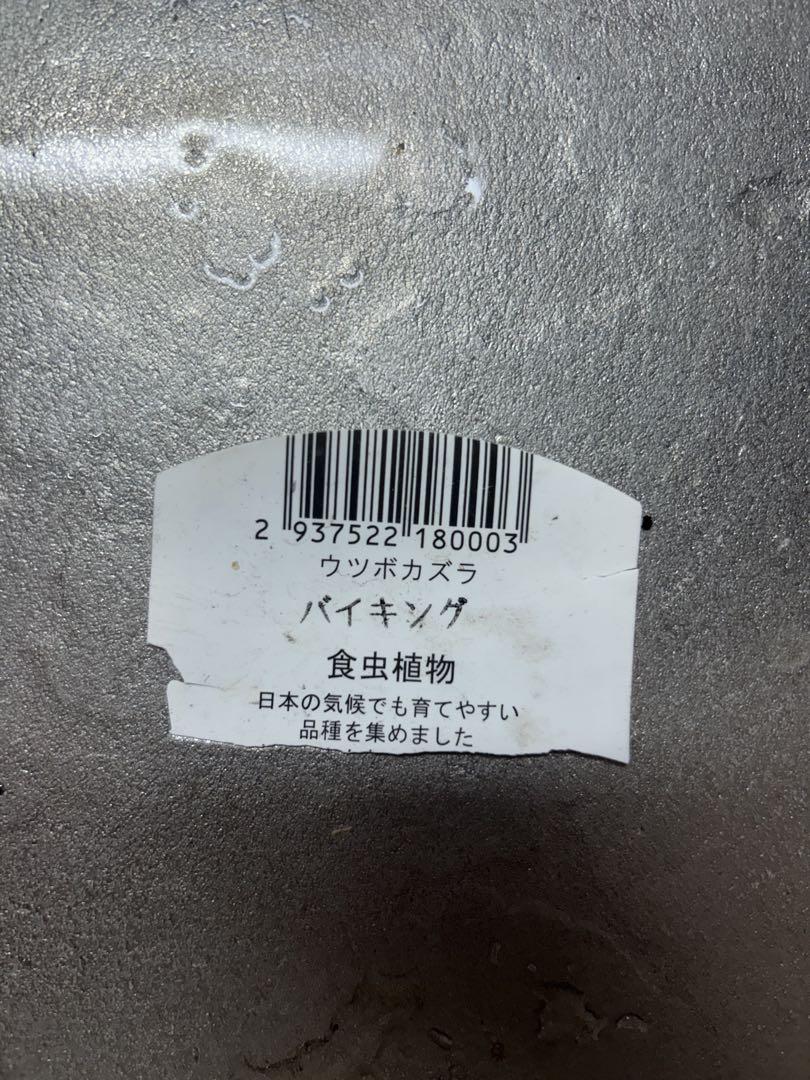 2 937522 180003
ウツボカズラ
バイキング
食虫植物
日本の気候でも育てやすい
品種を集めました